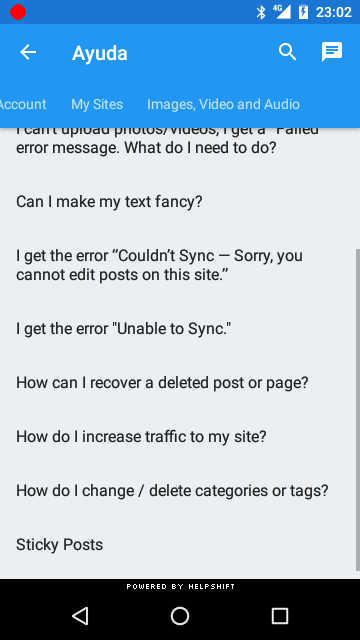 4G 23:02
Ayuda
Account My Sites Images, Video and Audio
I can't upload photos/videos, I get a "Failed"
error message. What do I need to do?
Can I make my text fancy?
I get the error “Couldn’t Sync — Sorry, you
cannot edit posts on this site.”
I get the error "Unable to Sync."
How can I recover a deleted post or page?
How do I increase traffic to my site?
How do I change / delete categories or tags?
Sticky Posts
POWERED BY HELPSHIFT